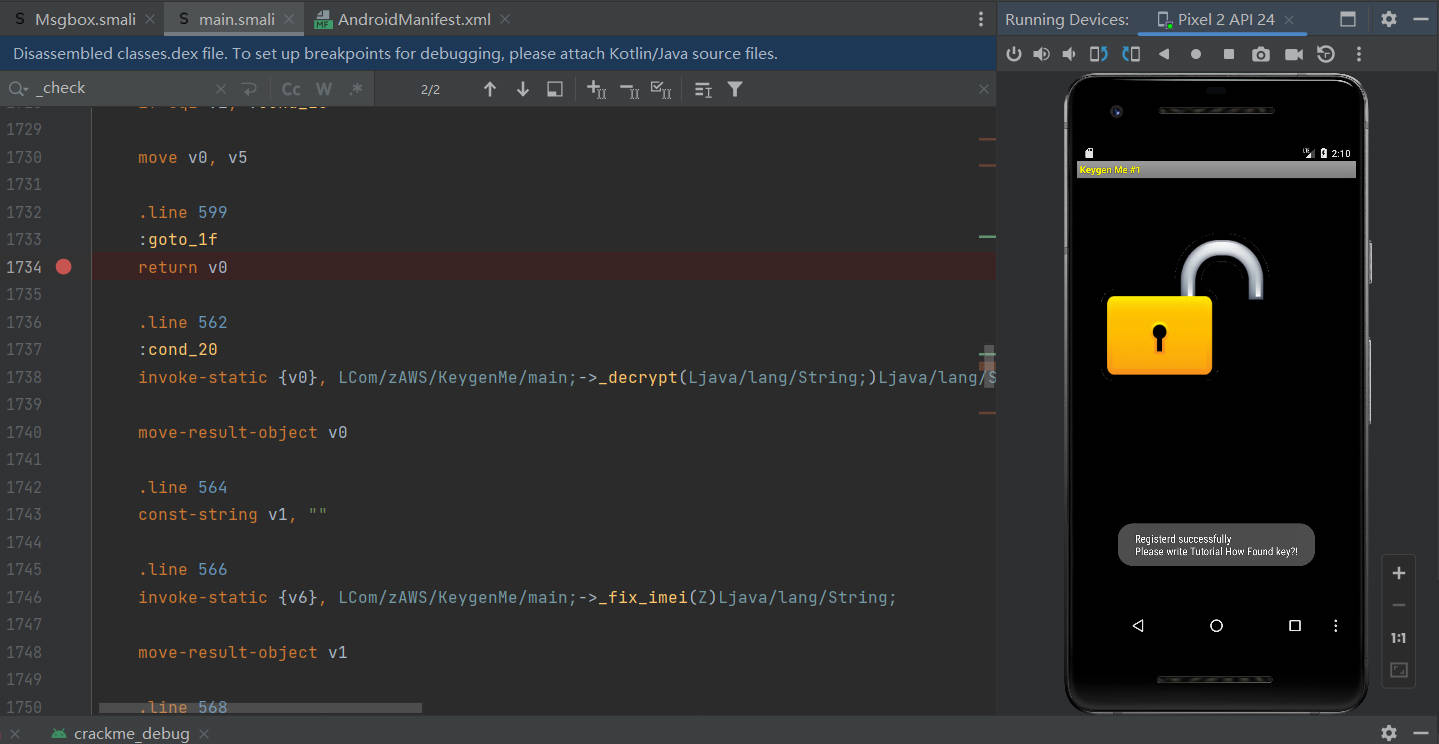 Msgbox.smali
main.smali
AndroidManifest.xml
Running Devices:
Pixel 2 API 24
Disassembled classes.dex file. To set up breakpoints for debugging, please attach Kotlin/Java source files.
_check
Cc
W
.*
2/2
1729
1730 move v0, v5
1731
1732 .line 599
1733 :goto_1f
1734 return v0
1735
1736 .line 562
1737 :cond_20
1738 invoke-static {v0}, LCom/zAWS/KeygenMe/main;->_decrypt(Ljava/lang/String;)Ljava/lang/S
1739
1740 move-result-object v0
1741
1742 .line 564
1743 const-string v1, ""
1744
1745 .line 566
1746 invoke-static {v6}, LCom/zAWS/KeygenMe/main;->_fix_imei(Z)Ljava/lang/String;
1747
1748 move-result-object v1
1749
1750 .line 568
crackme_debug
2:10
Keygen Me #1
Registerd successfully
Please write Tutorial How Found key?!
1:1